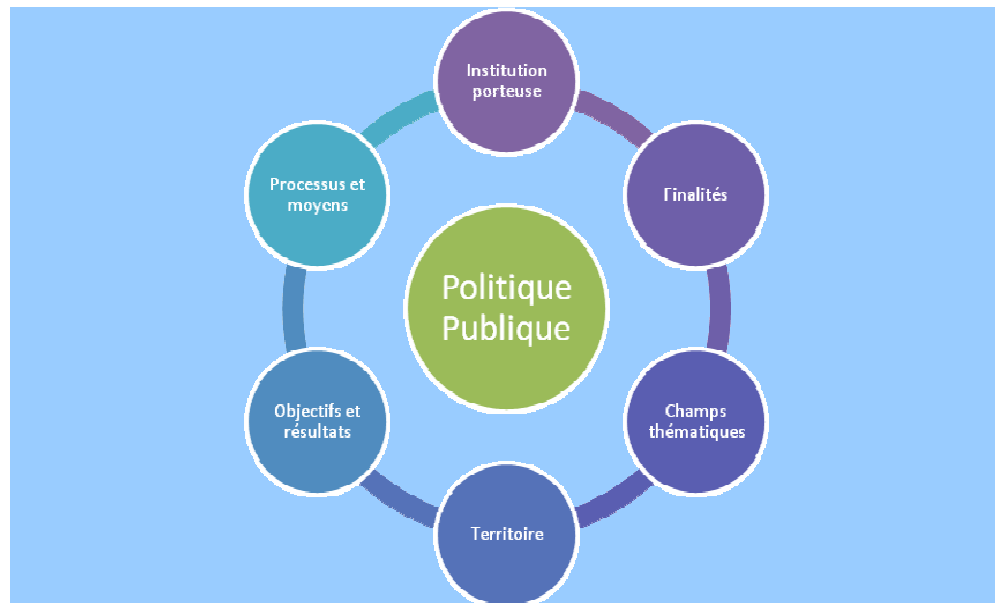 Institution
porteuse
Finalités
Champs
thématiques
Territoire
Objectifs et
résultats
Processus et
moyens
Politique
Publique